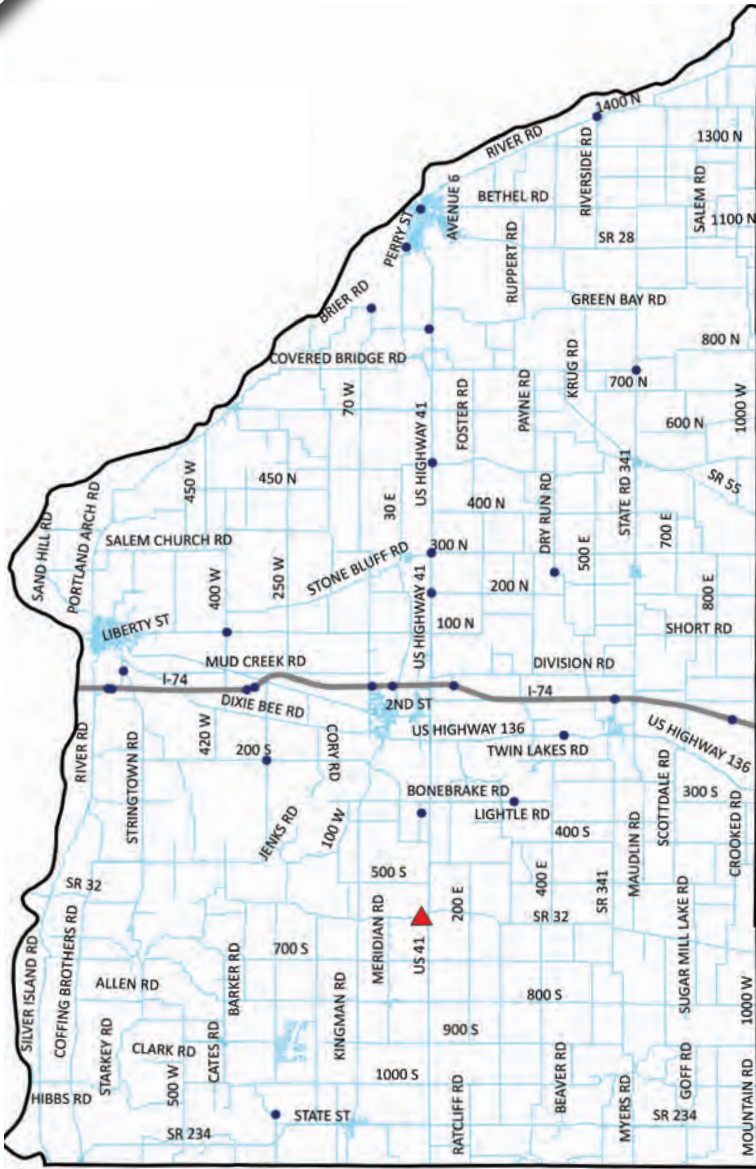 1400 N
RIVER RD
1300 N
RIVERSIDE RD
SALEM RD
AVENUE 6
BETHEL RD
1100 N
PERRY ST
SR 28
RUPPERT RD
BRIER RD
GREEN BAY RD
800 N
COVERED BRIDGE RD
KRUG RD
700 N
70 W
PAYNE RD
1000 W
FOSTER RD
600 N
US HIGHWAY 41
450 W
450 N
SR 55
STATE RD 341
30 E
400 N
DRY RUN RD
700 E
SAND HILL RD
PORTLAND ARCH RD
SALEM CHURCH RD
300 N
500 E
STONE BLUFF RD
250 W
400 W
200 N
800 E
US HIGHWAY 41
100 N
LIBERTY ST
SHORT RD
MUD CREEK RD
DIVISION RD
I-74
I-74
DIXIE BEE RD
2ND ST
RIVER RD
420 W
US HIGHWAY 136
US HIGHWAY 136
STRINGTOWN RD
200 S
CORY RD
TWIN LAKES RD
SCOTTDALE RD
BONEBRAKE RD
300 S
CROOKED RD
LIGHTLE RD
JENKS RD
100 W
400 S
MAUDLIN RD
500 S
SR 32
400 E
SR 341
200 E
SR 32
MERIDIAN RD
US 41
SUGAR MILL LAKE RD
SILVER ISLAND RD
COFFING BROTHERS RD
700 S
ALLEN RD
BARKER RD
800 S
1000 W
KINGMAN RD
900 S
STARKEY RD
CLARK RD
CATES RD
500 W
1000 S
BEAVER RD
GOFF RD
HIBBS RD
MYERS RD
STATE ST
RATCLIFF RD
SR 234
MOUNTAIN RD
SR 234